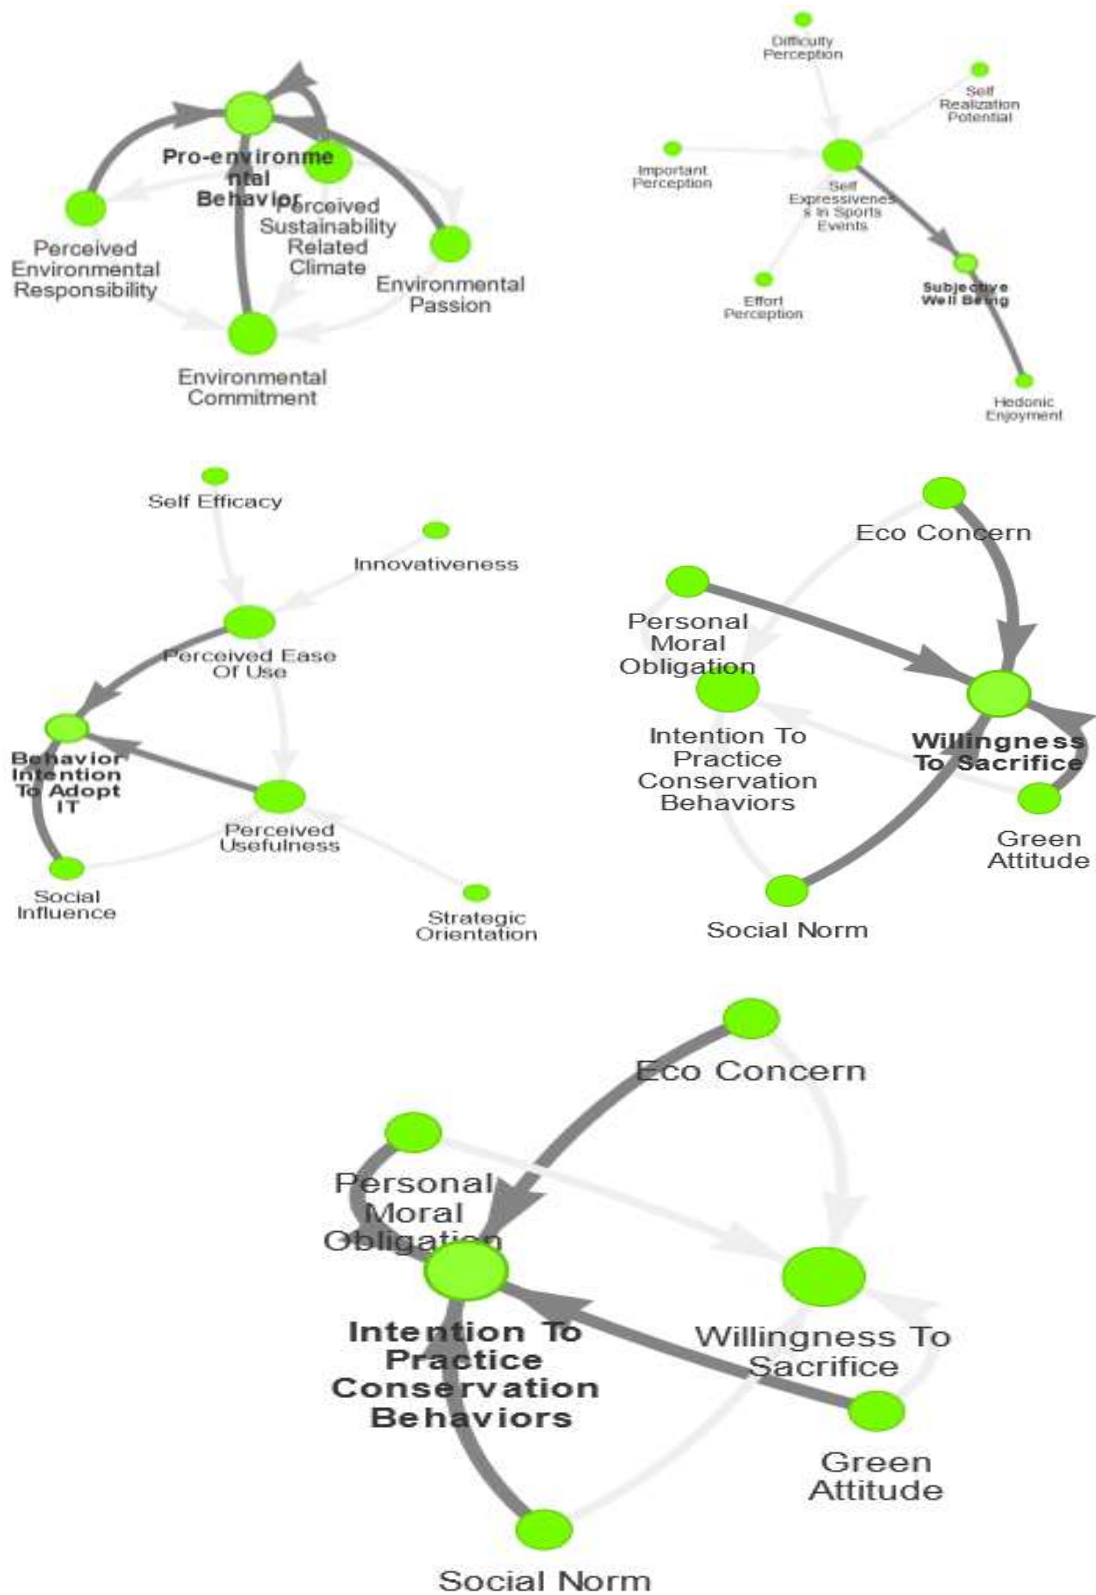 Pro-environme
ntal
Behavior
Perceived
Sustainability
Related
Climate
Perceived
Environmental
Responsibility
Environmental
Passion
Environmental
Commitment
Difficulty
Perception
Self
Realization
Potential
Important
Perception
Self
Expressivenes
s In Sports
Events
Effort
Perception
Subjective
Well Being
Hedonic
Enjoyment
Self Efficacy
Innovativeness
Perceived Ease
Of Use
Behavior
Intention
To Adopt
IT
Perceived
Usefulness
Social
Influence
Strategic
Orientation
Eco Concern
Personal
Moral
Obligation
Intention To
Practice
Conservation
Behaviors
Willingness
To Sacrifice
Green
Attitude
Social Norm
Eco Concern
Personal
Moral
Obligation
Intention To
Practice
Conservation
Behaviors
Willingness To
Sacrifice
Green
Attitude
Social Norm